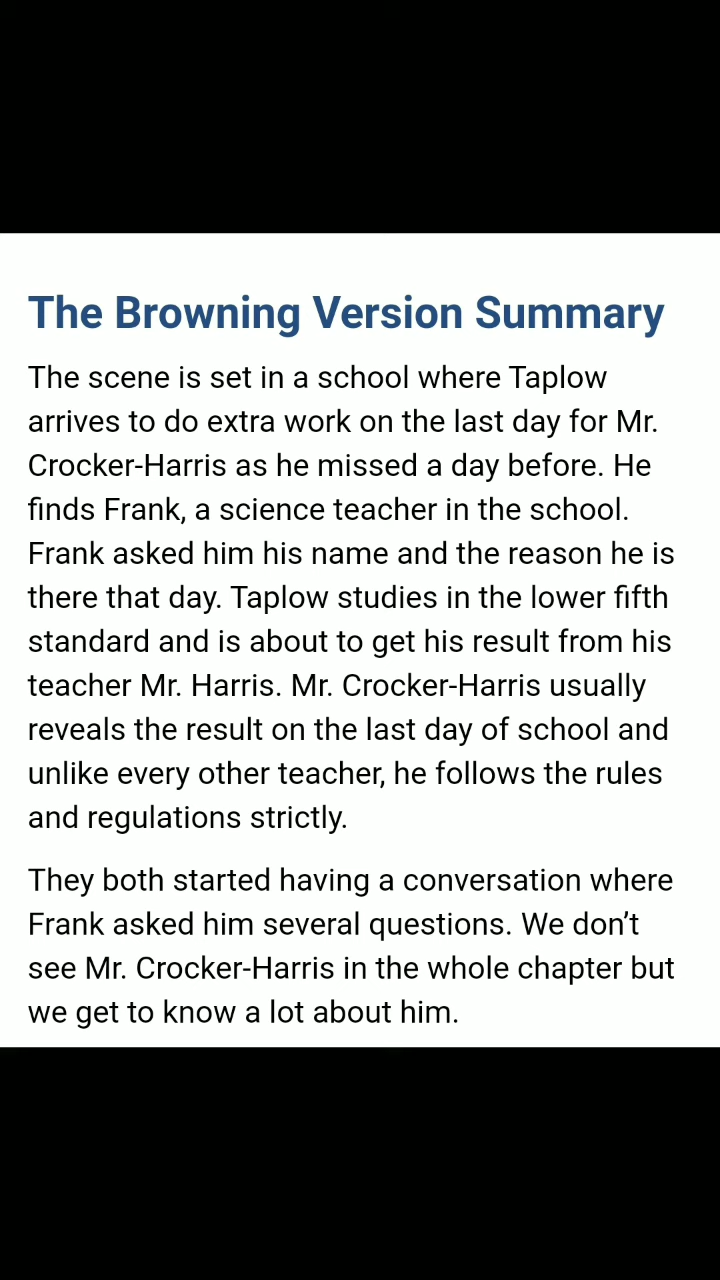 The Browning Version Summary
The scene is set in a school where Taplow
arrives to do extra work on the last day for Mr.
Crocker-Harris as he missed a day before. He
finds Frank, a science teacher in the school.
Frank asked him his name and the reason he is
there that day. Taplow studies in the lower fifth
standard and is about to get his result from his
teacher Mr. Harris. Mr. Crocker-Harris usually
reveals the result on the last day of school and
unlike every other teacher, he follows the rules
and regulations strictly.
They both started having a conversation where
Frank asked him several questions. We don’t
see Mr. Crocker-Harris in the whole chapter but
we get to know a lot about him.